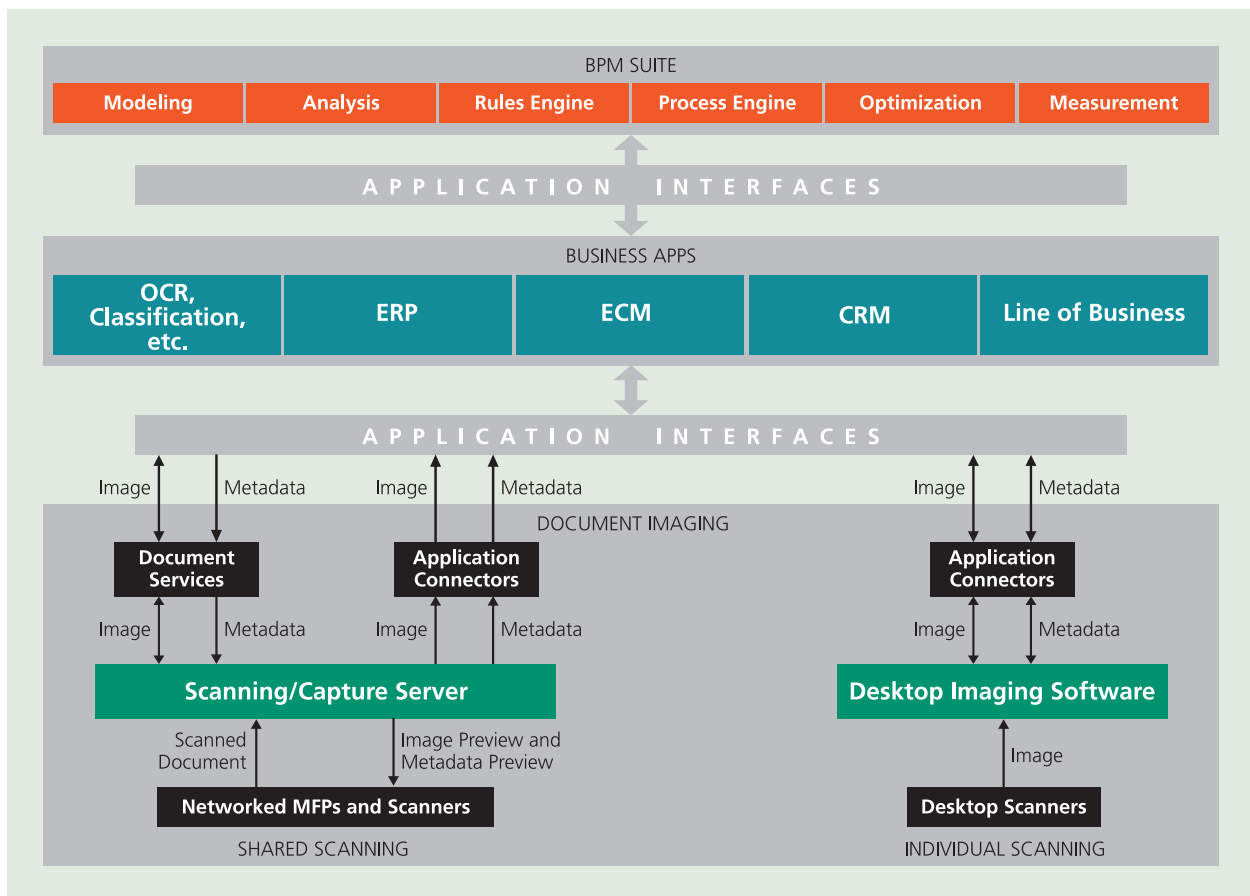 BPM SUITE
Modeling
Analysis
Rules Engine
Process Engine
Optimization
Measurement
APPLICATION INTERFACES
BUSINESS APPS
OCR,
Classification,
etc.
ERP
ECM
CRM
Line of Business
APPLICATION INTERFACES
Image
Metadata
Image
Metadata
Image
Metadata
DOCUMENT IMAGING
Document
Services
Application
Connectors
Application
Connectors
Image
Metadata
Image
Metadata
Image
Metadata
Scanning/Capture Server
Desktop Imaging Software
Scanned
Document
Image Preview and
Metadata Preview
Image
Networked MFPs and Scanners
Desktop Scanners
SHARED SCANNING
INDIVIDUAL SCANNING